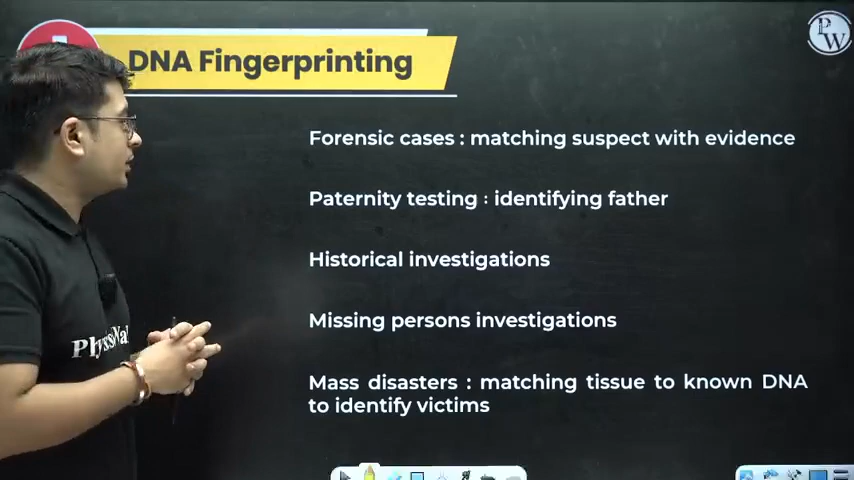 DNA Fingerprinting
PW
Forensic cases : matching suspect with evidence
Paternity testing : identifying father
Historical investigations
Missing persons investigations
Mass disasters : matching tissue to known DNA
to identify victims